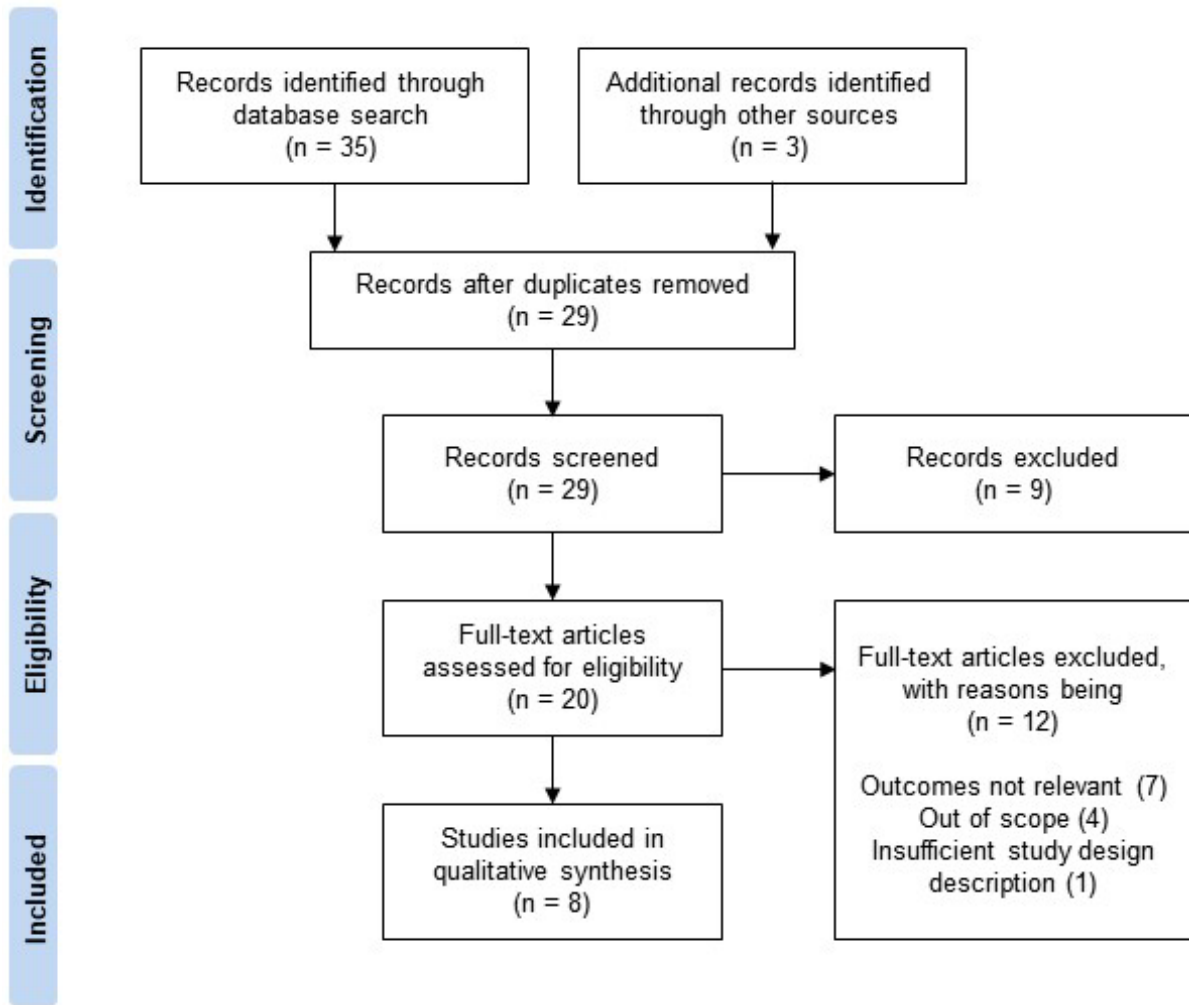 Identification
Records identified through
database search
(n = 35)
Additional records identified
through other sources
(n = 3)
Screening
Records after duplicates removed
(n = 29)
Records screened
(n = 29)
Records excluded
(n = 9)
Eligibility
Full-text articles
assessed for eligibility
(n = 20)
Full-text articles excluded,
with reasons being
(n = 12)
Outcomes not relevant (7)
Out of scope (4)
Insufficient study design
description (1)
Included
Studies included in
qualitative synthesis
(n = 8)